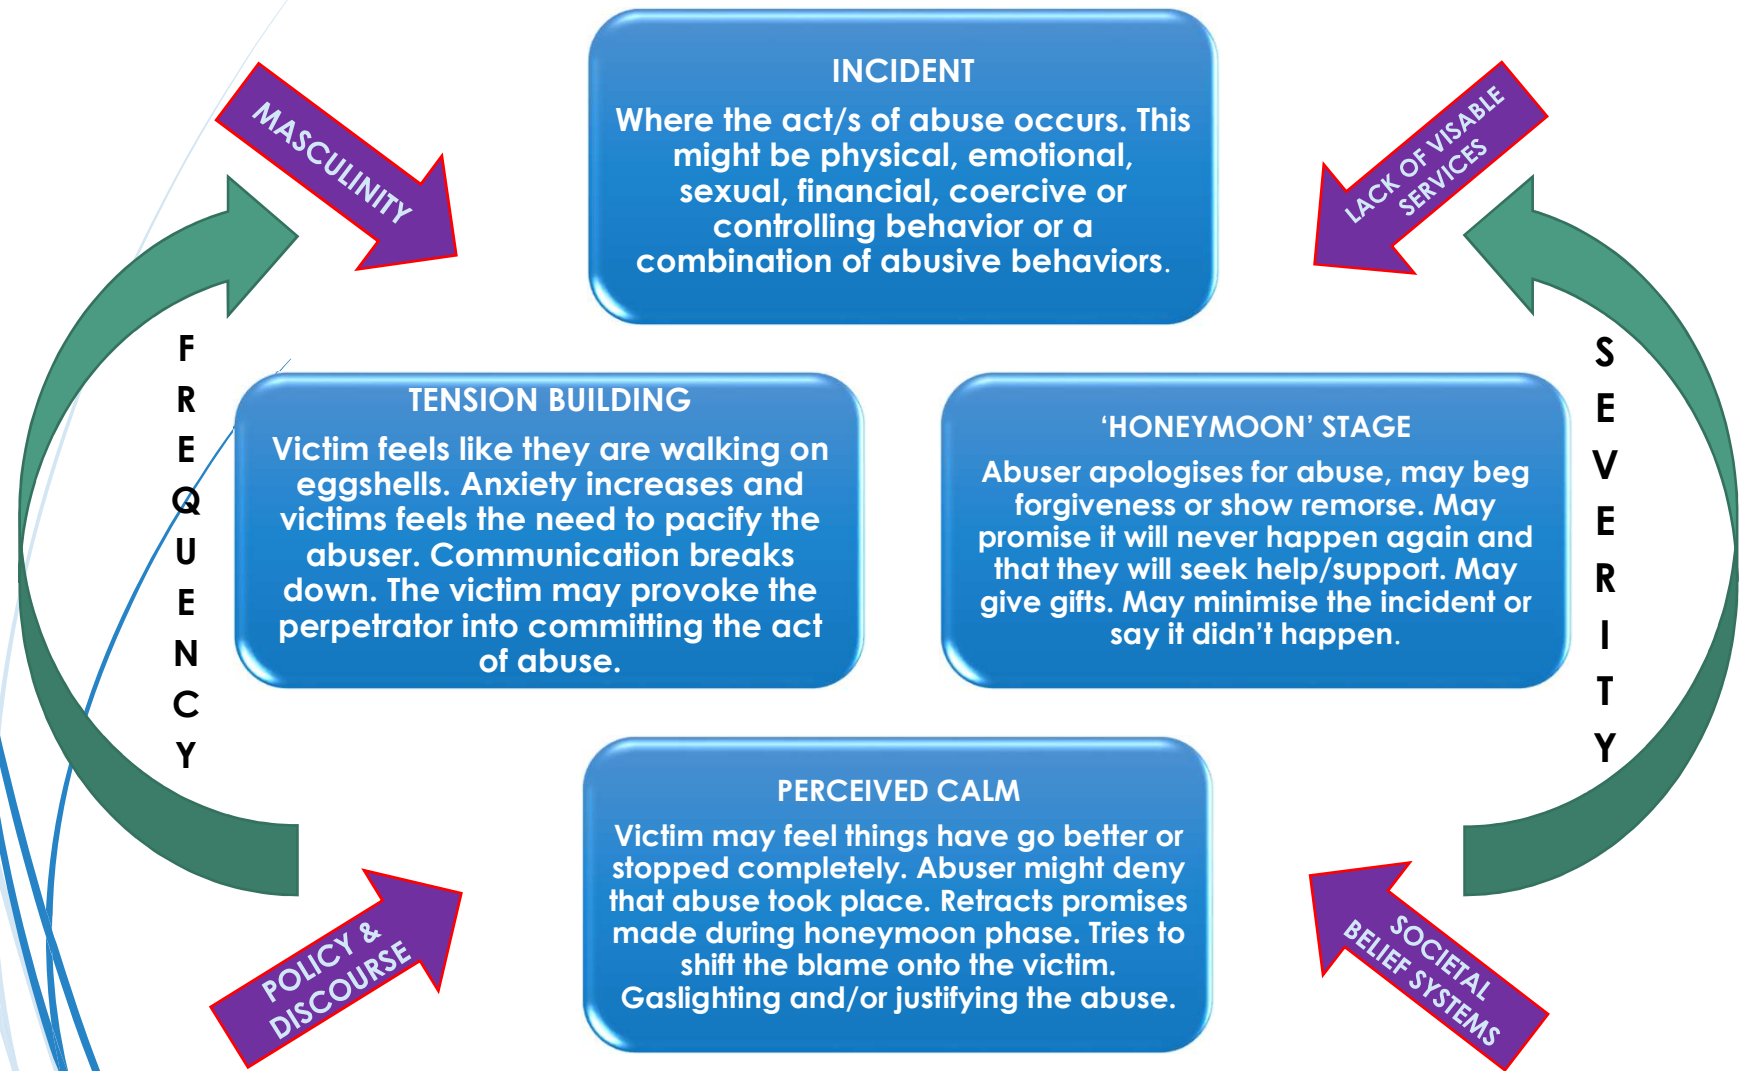 INCIDENT
Where the act/s of abuse occurs. This
might be physical, emotional,
sexual, financial, coercive or
controlling behavior or a
combination of abusive behaviors.
MASCULINITY
LACK OF VISABLE
SERVICES
FREQUENCY
TENSION BUILDING
Victim feels like they are walking on
eggshells. Anxiety increases and
victims feels the need to pacify the
abuser. Communication breaks
down. The victim may provoke the
perpetrator into committing the act
of abuse.
‘HONEYMOON’ STAGE
Abuser apologises for abuse, may beg
forgiveness or show remorse. May
promise it will never happen again and
that they will seek help/support. May
give gifts. May minimise the incident or
say it didn’t happen.
SEVERITY
PERCEIVED CALM
Victim may feel things have go better or
stopped completely. Abuser might deny
that abuse took place. Retracts promises
made during honeymoon phase. Tries to
shift the blame onto the victim.
Gaslighting and/or justifying the abuse.
POLICY &
DISCOURSE
SOCIETAL
BELIEF SYSTEMS